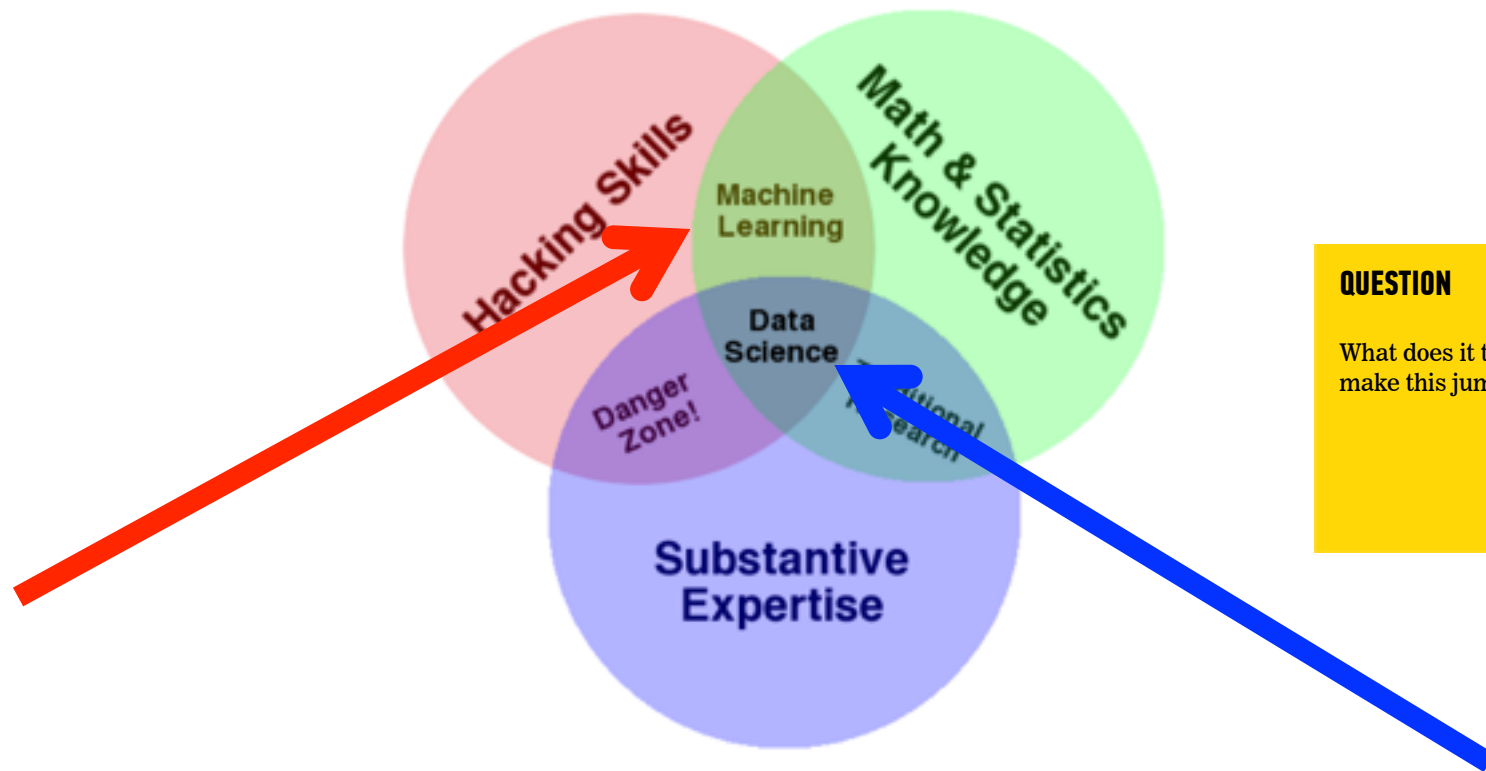 Hacking Skills
Math & Statistics
Knowledge
Machine
Learning
Data
Science
Danger
Zone!
Substantive
Expertise
QUESTION
What does it
make this